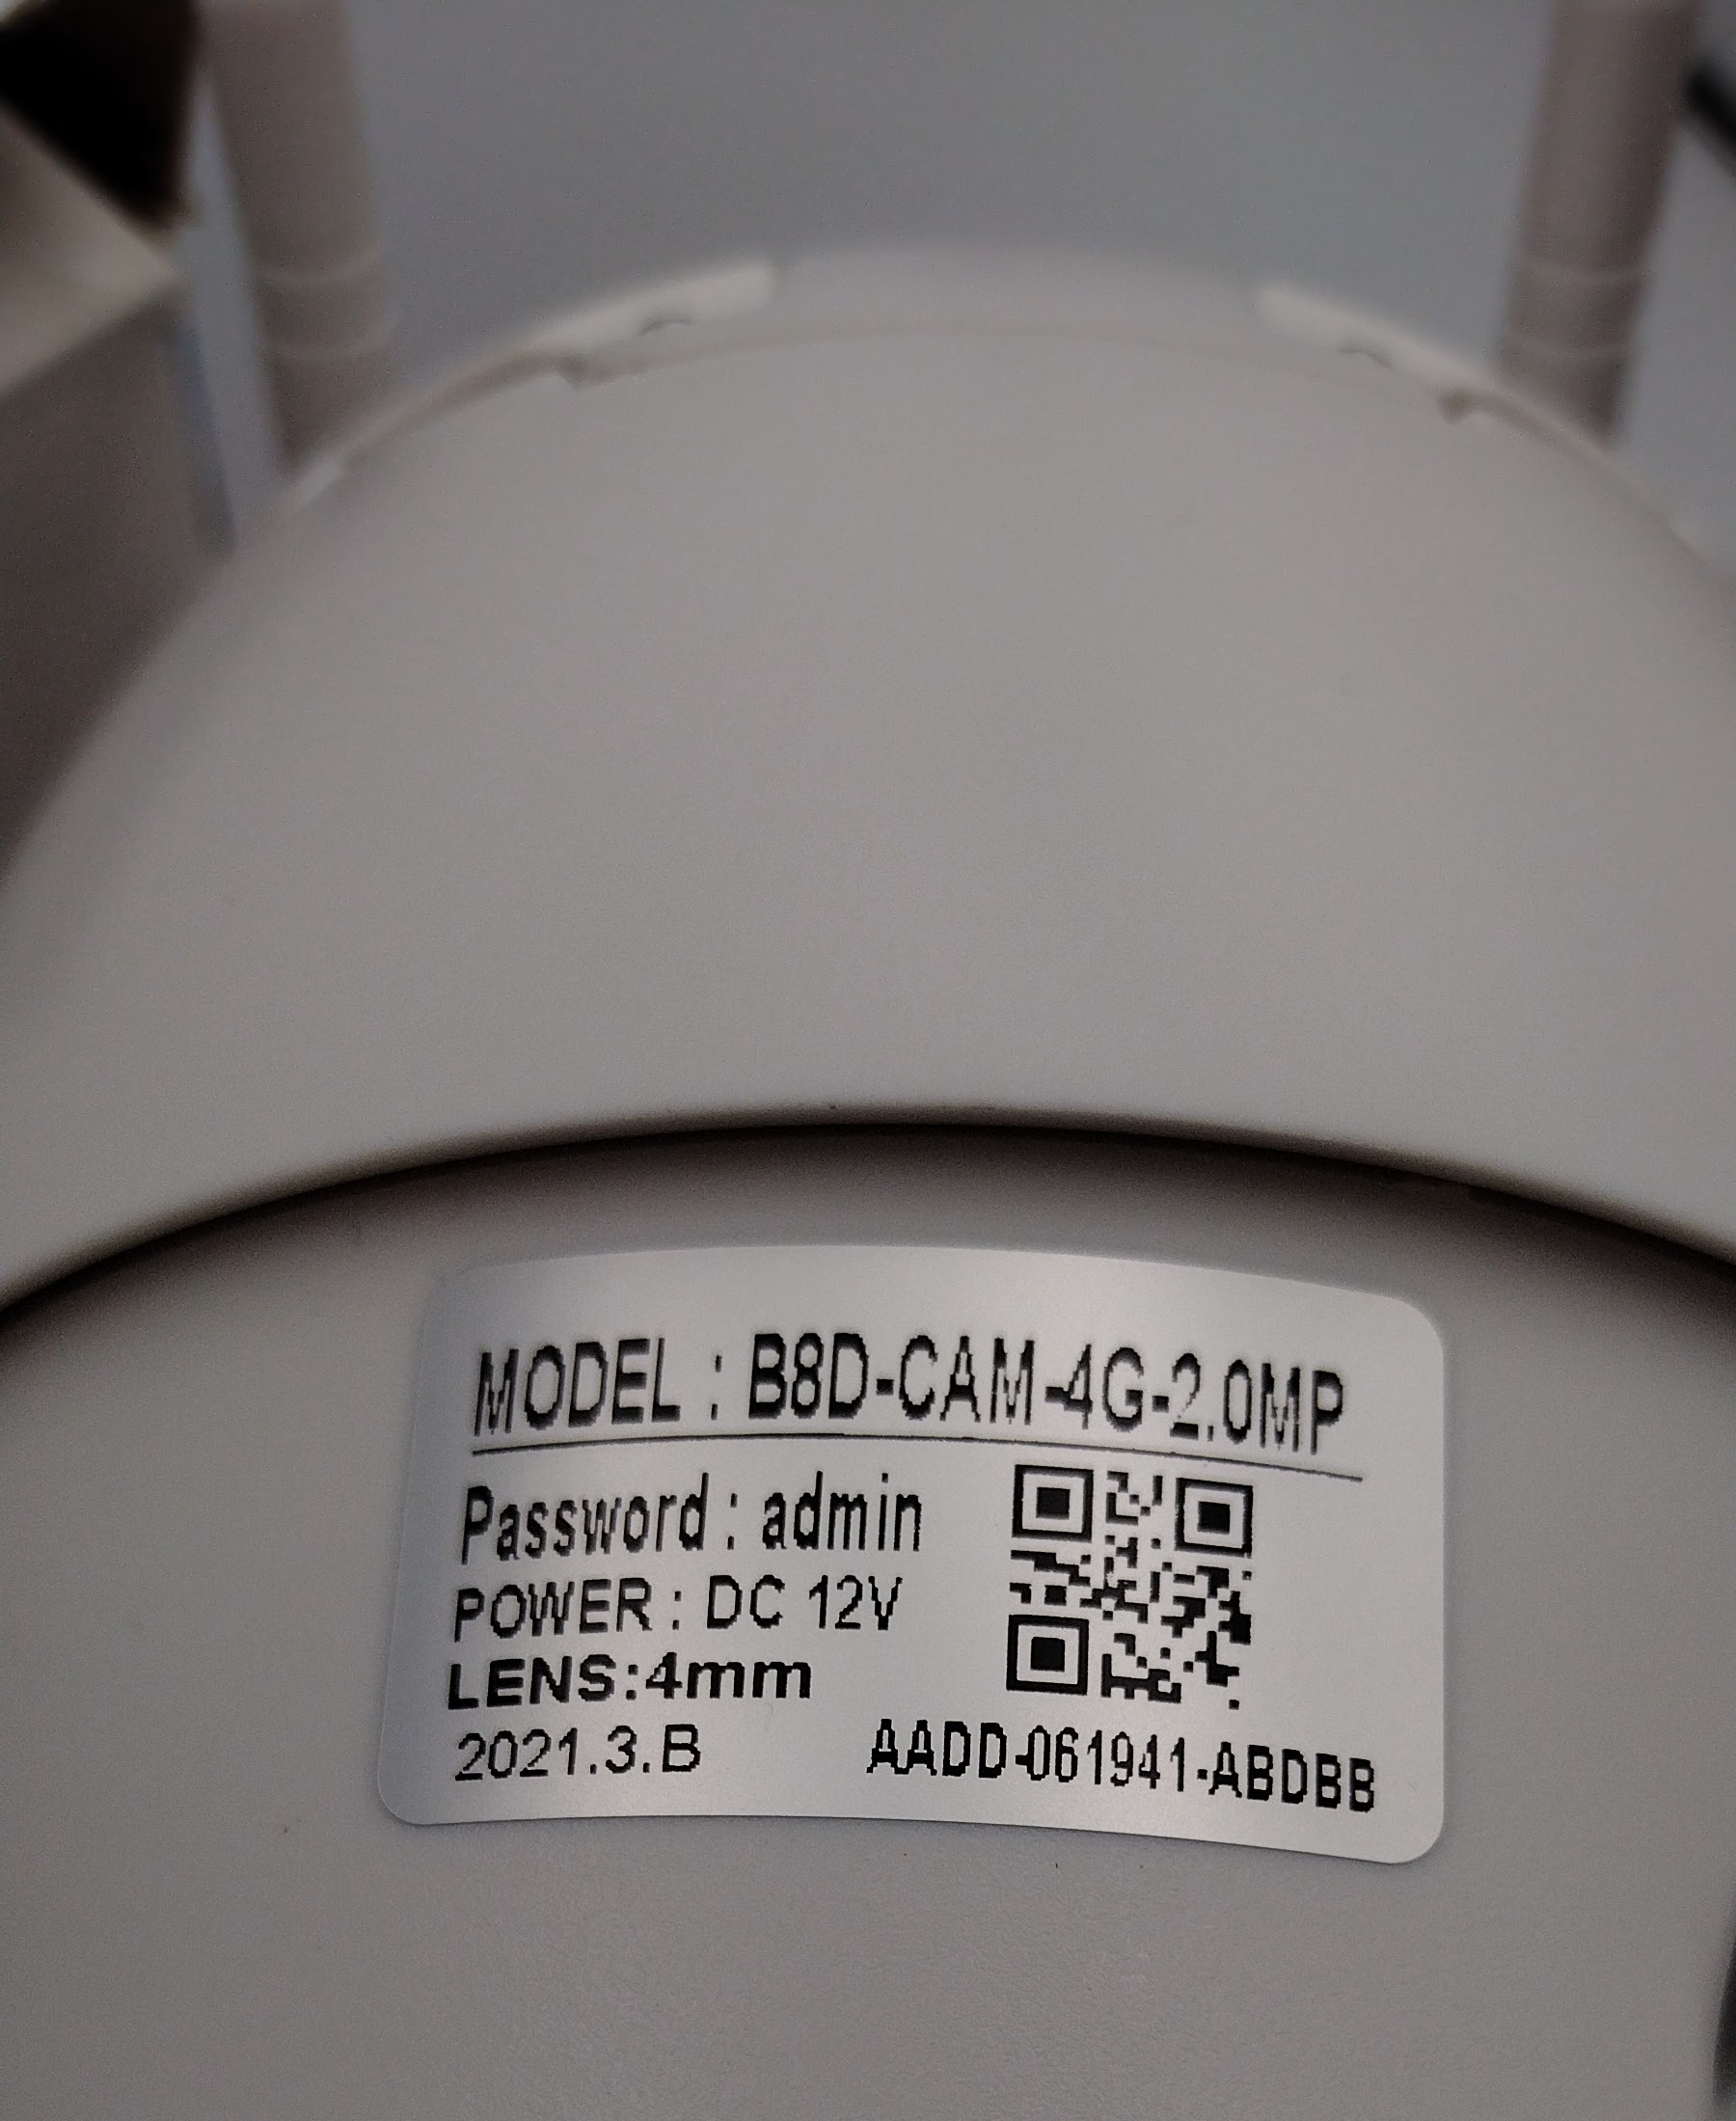 MODEL : B8D-CAM-4G-2.0MP
Password : admin
POWER : DC 12V
LENS:4mm
2021.3.B
AADD-061941-ABDBB